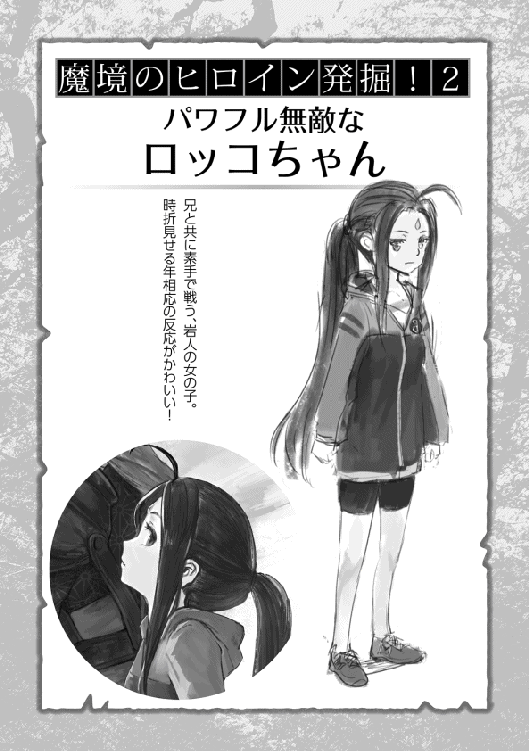 魔境のヒロイン発掘！２
パワフル無敵な
ロッコちゃん
兄と共に素手で戦う、岩人の女の子。
時折見せる年相応の反応がかわいい！